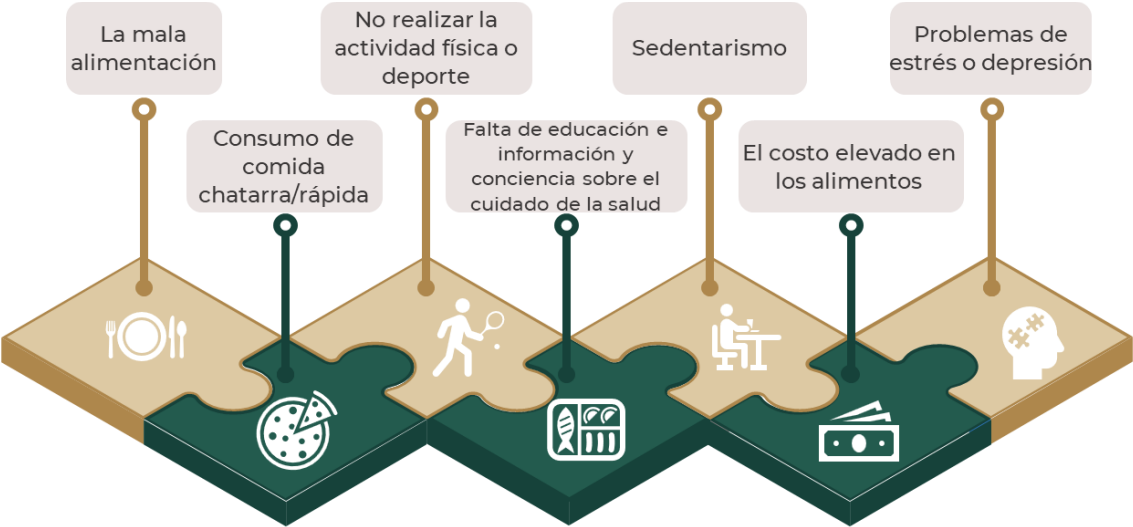 La mala
alimentación
Consumo de
comida
chatarra/rápida
No realizar la
actividad física o
deporte
Falta de educación e
información y
conciencia sobre el
cuidado de la salud
Sedentarismo
El costo elevado en
los alimentos
Problemas de
estrés o depresión